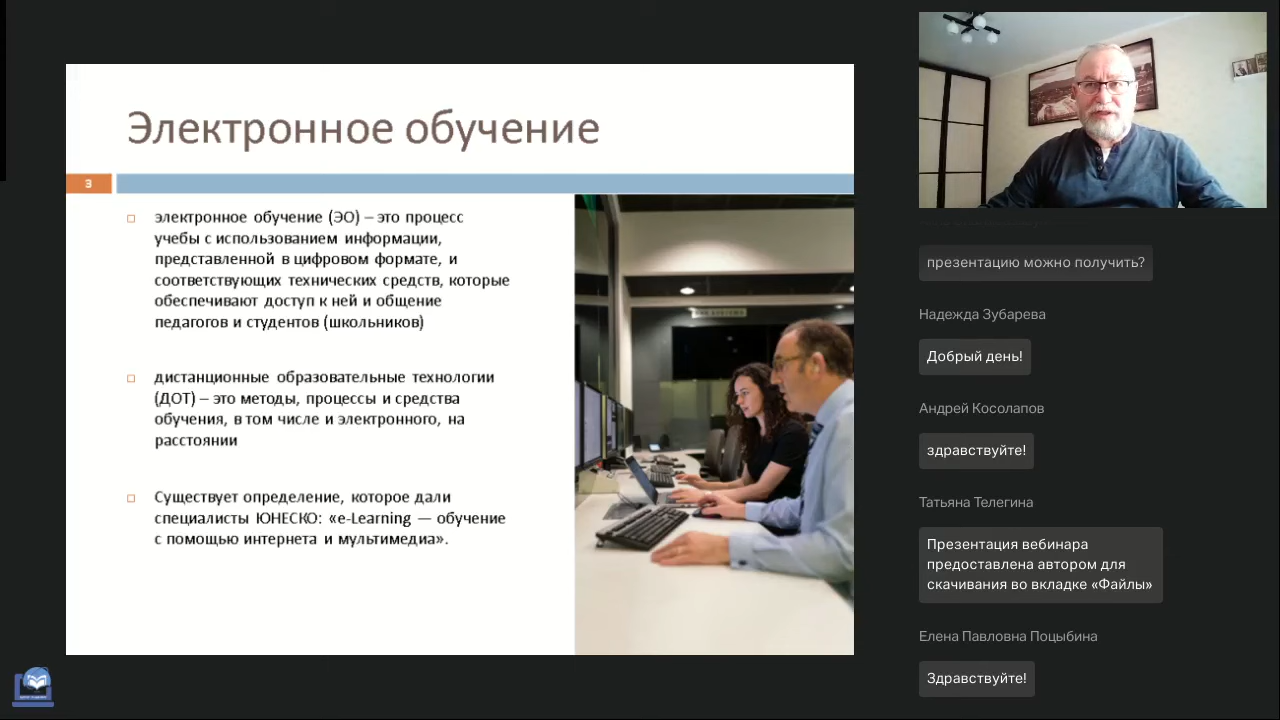 Электронное обучение
3
электронное обучение (ЭО) – это процесс
учебы с использованием информации,
представленной в цифровом формате, и
соответствующих технических средств, которые
обеспечивают доступ к ней и общение
педагогов и студентов (школьников)
дистанционные образовательные технологии
(ДОТ) – это методы, процессы и средства
обучения, в том числе и электронного, на
расстоянии
Существует определение, которое дали
специалисты ЮНЕСКО: «e-Learning — обучение
с помощью интернета и мультимедиа».
презентацию можно получить?
Надежда Зубарева
Добрый день!
Андрей Косолапов
здравствуйте!
Татьяна Телегина
Презентация вебинара
предоставлена автором для
скачивания во вкладке «Файлы»
Елена Павловна Поцыбина
Здравствуйте!